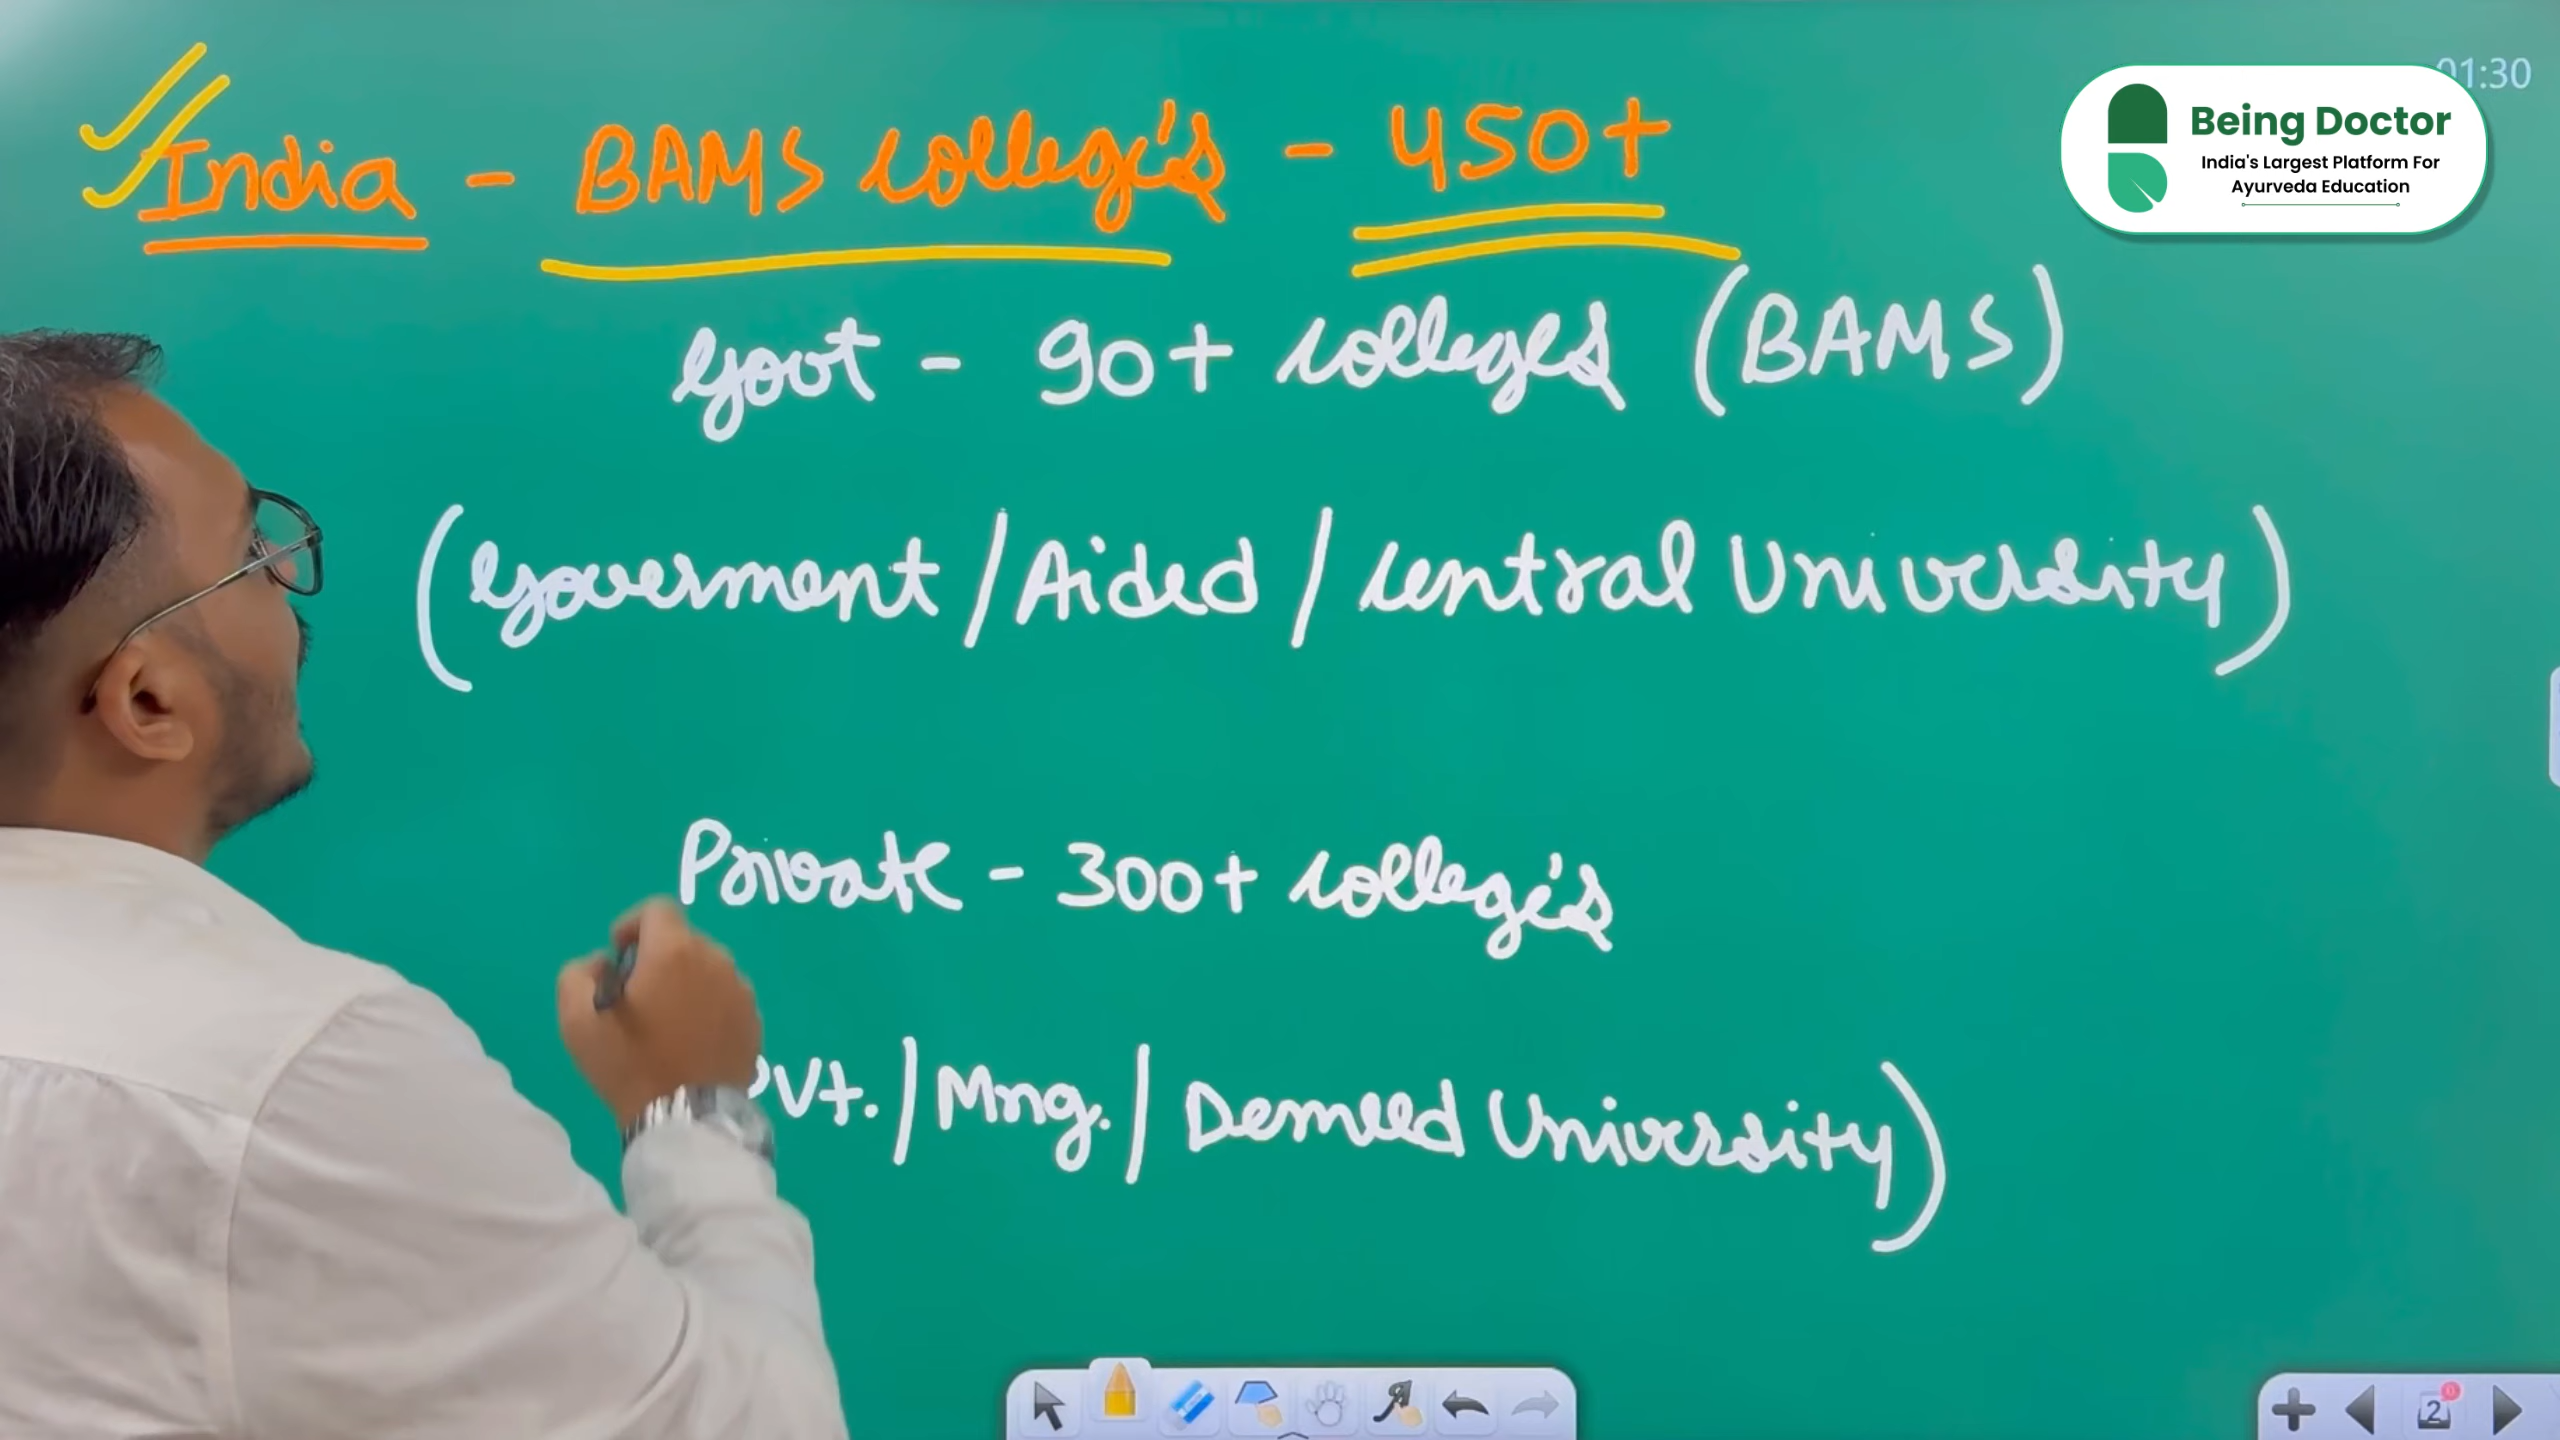 01:30
Being Doctor
India's Largest Platform For
Ayurveda Education
India - BAMS college's - 450+
Govt - 90+ colleges (BAMS)
(Goverment / Aided / Central University)
Private - 300+ college's
Pvt. / Mng. / Demeed University)
2